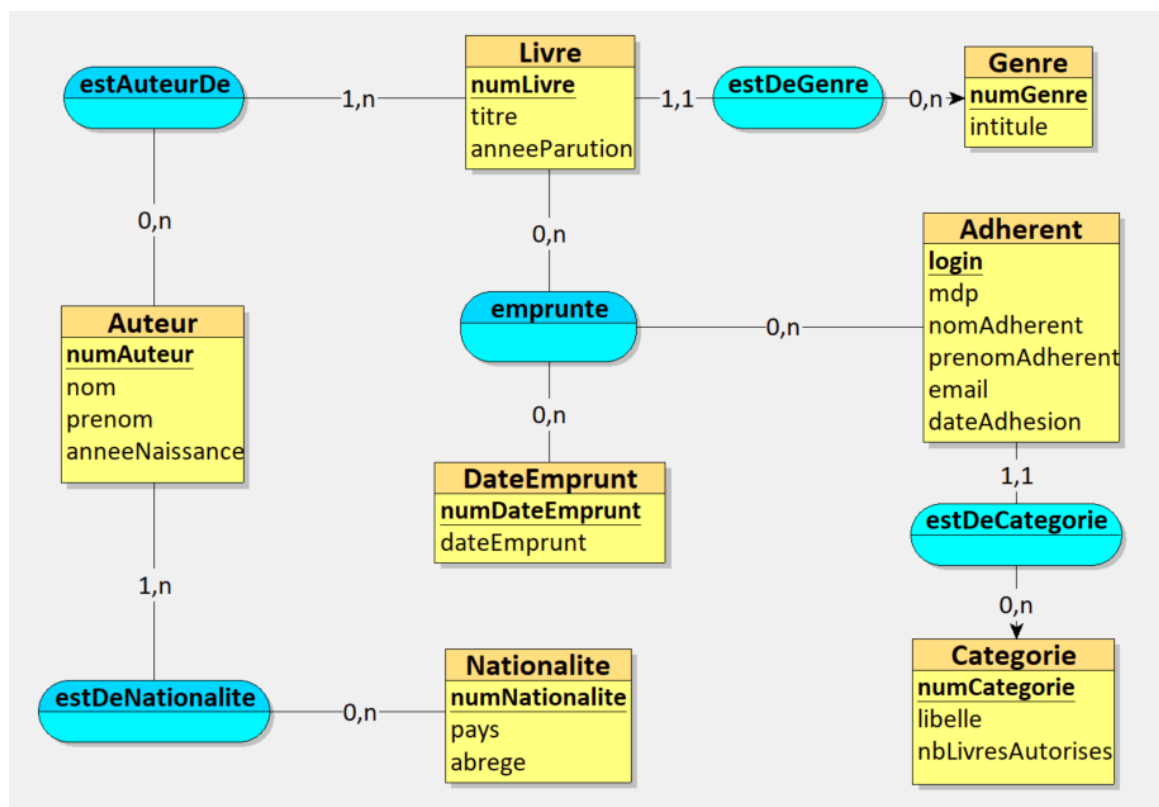 Livre
numLivre
titre
anneeParution
estAuteurDe
1,n
1,1
estDeGenre
0,n
Genre
numGenre
intitule
0,n
0,n
Adherent
login
mdp
nomAdherent
prenomAdherent
email
dateAdhesion
emprunte
0,n
Auteur
numAuteur
nom
prenom
anneeNaissance
0,n
DateEmprunt
numDateEmprunt
dateEmprunt
1,1
estDeCategorie
0,n
1,n
estDeNationalite
0,n
Nationalite
numNationalite
pays
abrege
Categorie
numCategorie
libelle
nbLivresAutorises